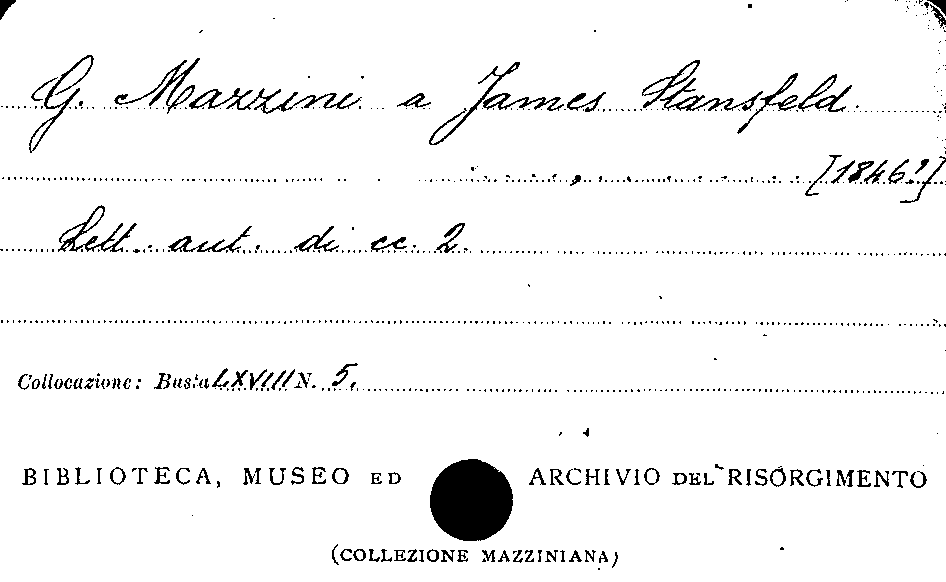 G. Mazzini a James Stansfeld.
[1846?]
Lett. aut. di cc. 2.
Collocazione: Busta LXVIII N. 5.
BIBLIOTECA, MUSEO ED ARCHIVIO DEL RISORGIMENTO
(COLLEZIONE MAZZINIANA)